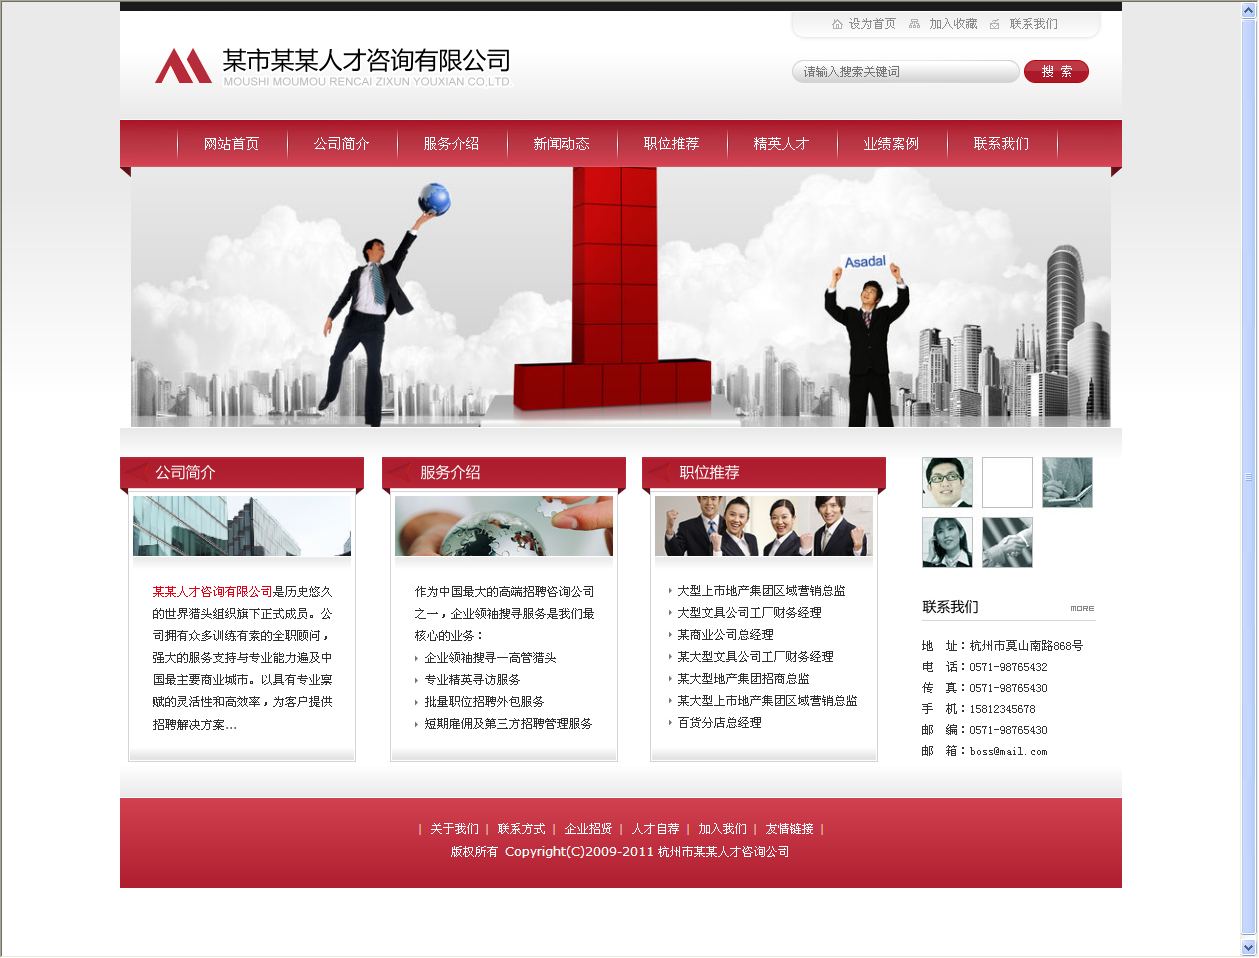 设为首页 加入收藏 联系我们
某市某某人才咨询有限公司
MOUSHI MOUMOU RENCAI ZIXUN YOUXIAN CO,LTD.
请输入搜索关键词 搜 索
网站首页 公司简介 服务介绍 新闻动态 职位推荐 精英人才 业绩案例 联系我们
Asadal
公司简介
某某人才咨询有限公司是历史悠久
的世界猎头组织旗下正式成员。公
司拥有众多训练有素的全职顾问，
强大的服务支持与专业能力遍及中
国最主要商业城市。以具有专业禀
赋的灵活性和高效率，为客户提供
招聘解决方案...
服务介绍
作为中国最大的高端招聘咨询公司
之一，企业领袖搜寻服务是我们最
核心的业务：
企业领袖搜寻—高管猎头
专业精英寻访服务
批量职位招聘外包服务
短期雇佣及第三方招聘管理服务
职位推荐
大型上市地产集团区域营销总监
大型文具公司工厂财务经理
某商业公司总经理
某大型文具公司工厂财务经理
某大型地产集团招商总监
某大型上市地产集团区域营销总监
百货分店总经理
联系我们 MORE
地 址：杭州市莫山南路868号
电 话：0571-98765432
传 真：0571-98765430
手 机：15812345678
邮 编：0571-98765430
邮 箱：boss@mail.com
| 关于我们 | 联系方式 | 企业招贤 | 人才自荐 | 加入我们 | 友情链接 |
版权所有 Copyright(C)2009-2011 杭州市某某人才咨询公司